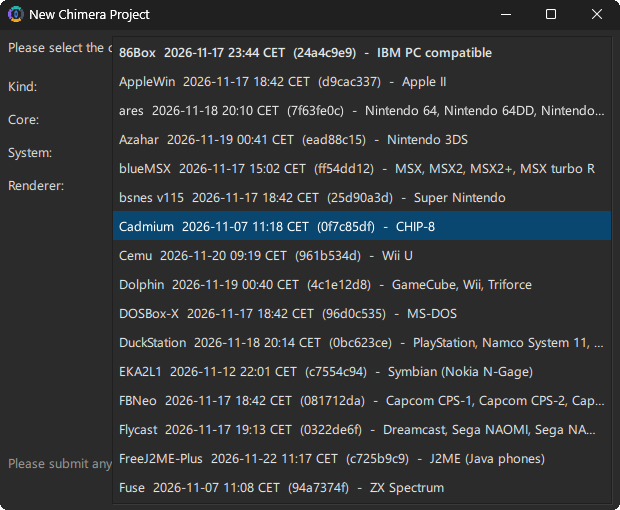 New Chimera Project
Please select the c
Kind:
Core:
System:
Renderer:
86Box 2026-11-17 23:44 CET (24a4c9e9) - IBM PC compatible
AppleWin 2026-11-17 18:42 CET (d9cac337) - Apple II
ares 2026-11-18 20:10 CET (7f63fe0c) - Nintendo 64, Nintendo 64DD, Nintendo...
Azahar 2026-11-19 00:41 CET (ead88c15) - Nintendo 3DS
blueMSX 2026-11-17 15:02 CET (ff54dd12) - MSX, MSX2, MSX2+, MSX turbo R
bsnes v115 2026-11-17 18:42 CET (25d90a3d) - Super Nintendo
Cadmium 2026-11-07 11:18 CET (0f7c85df) - CHIP-8
Cemu 2026-11-20 09:19 CET (961b534d) - Wii U
Dolphin 2026-11-19 00:40 CET (4c1e12d8) - GameCube, Wii, Triforce
DOSBox-X 2026-11-17 18:42 CET (96d0c535) - MS-DOS
DuckStation 2026-11-18 20:14 CET (0bc623ce) - PlayStation, Namco System 11, ...
EKA2L1 2026-11-12 22:01 CET (c7554c94) - Symbian (Nokia N-Gage)
FBNeo 2026-11-17 18:42 CET (081712da) - Capcom CPS-1, Capcom CPS-2, Cap...
Flycast 2026-11-17 19:13 CET (0322de6f) - Dreamcast, Sega NAOMI, Sega NA...
FreeJ2ME-Plus 2026-11-22 11:17 CET (c725b9c9) - J2ME (Java phones)
Fuse 2026-11-07 11:08 CET (94a7374f) - ZX Spectrum
Please submit any